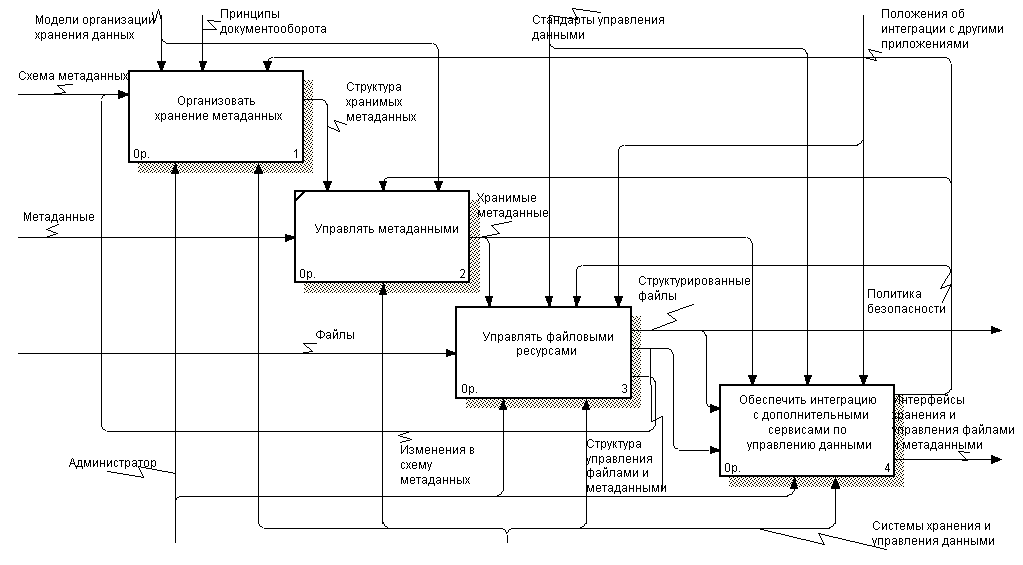 Модели организации
хранения данных
Принципы
документооборота
Стандарты управления
данными
Положения об
интеграции с другими
приложениями
Схема метаданных
Организовать
хранение метаданных
0р.
1
Структура
хранимых
метаданных
Метаданные
Управлять метаданными
0р.
2
Хранимые
метаданные
Структурированные
файлы
Политика
безопасности
Файлы
Управлять файловыми
ресурсами
0р.
3
Обеспечить интеграцию
с дополнительными
сервисами по
управлению данными
0р.
4
Интерфейсы
хранения и
управления файлами
и метаданными
Администратор
Изменения в
схему
метаданных
Структура
управления
файлами и
метаданными
Системы хранения и
управления данными